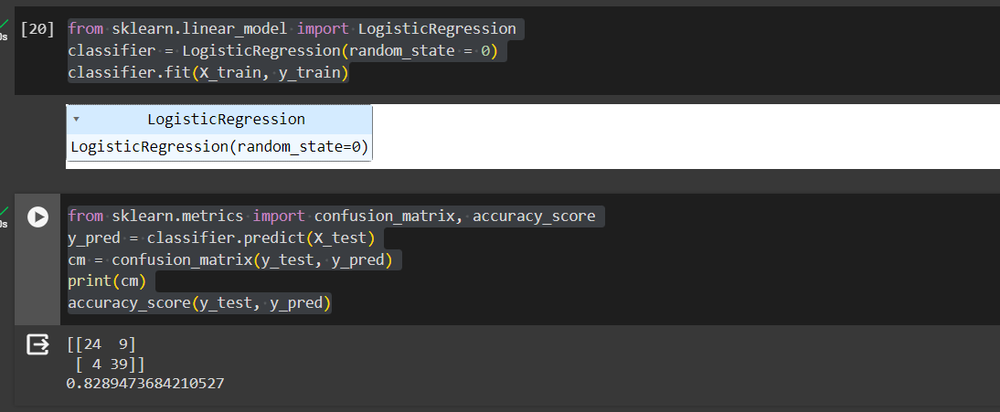 [20] from sklearn.linear_model import LogisticRegression
classifier = LogisticRegression(random_state = 0)
classifier.fit(X_train, y_train)
LogisticRegression
LogisticRegression(random_state=0)
from sklearn.metrics import confusion_matrix, accuracy_score
y_pred = classifier.predict(X_test)
cm = confusion_matrix(y_test, y_pred)
print(cm)
accuracy_score(y_test, y_pred)
[[24  9]
 [ 4 39]]
0.8289473684210527